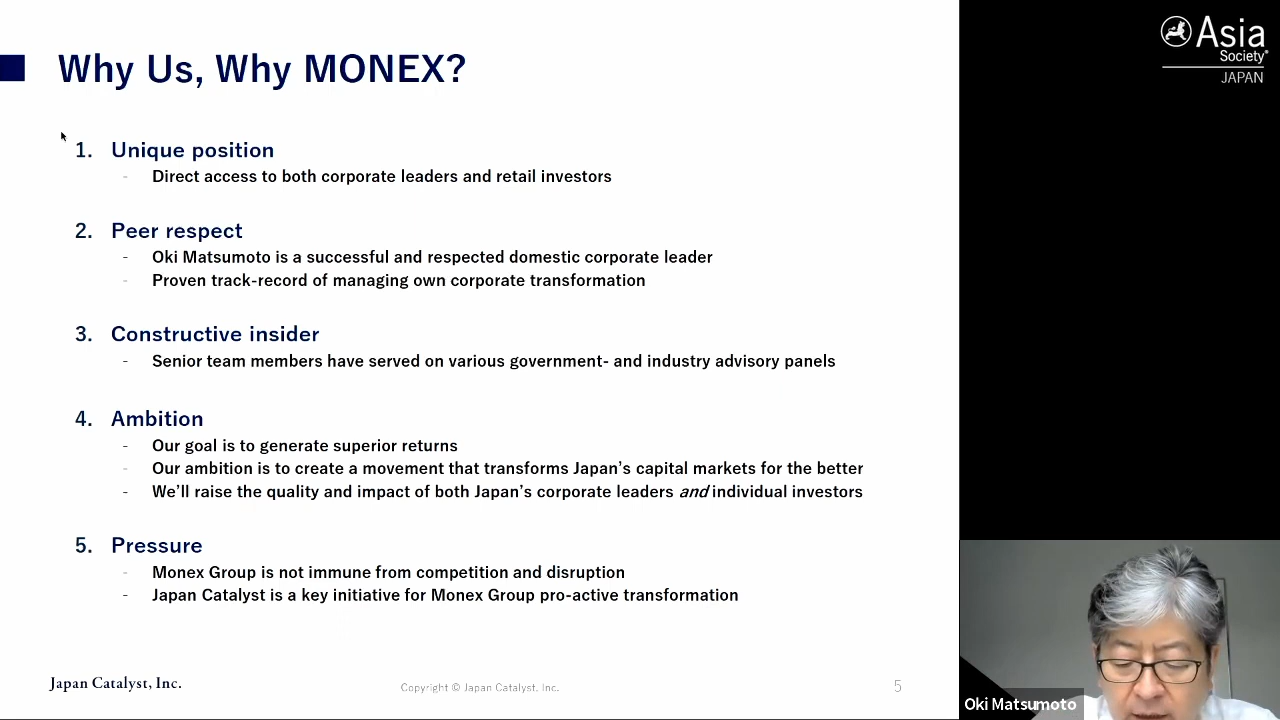 Why Us, Why MONEX?
1. Unique position
- Direct access to both corporate leaders and retail investors
2. Peer respect
- Oki Matsumoto is a successful and respected domestic corporate leader
- Proven track-record of managing own corporate transformation
3. Constructive insider
- Senior team members have served on various government- and industry advisory panels
4. Ambition
- Our goal is to generate superior returns
- Our ambition is to create a movement that transforms Japan’s capital markets for the better
- We’ll raise the quality and impact of both Japan’s corporate leaders and individual investors
5. Pressure
- Monex Group is not immune from competition and disruption
- Japan Catalyst is a key initiative for Monex Group pro-active transformation
Japan Catalyst, Inc.
Copyright © Japan Catalyst, Inc.
5
Asia
Society®
JAPAN
Oki Matsumoto